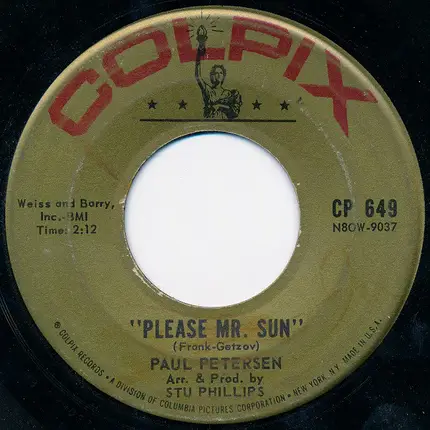 COLPIX
Weiss and Barry,
Inc.-BMI
Time: 2:12
CP 649
N8OW-9037
"PLEASE MR. SUN"
(Frank-Getzov)
PAUL PETERSEN
Arr. & Prod. by
STU PHILLIPS
© COLPIX RECORDS • A DIVISION OF COLUMBIA PICTURES CORPORATION • NEW YORK, N.Y. MADE IN U.S.A.